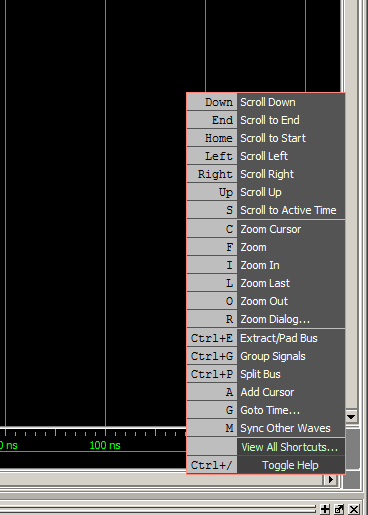 Down Scroll Down
End Scroll to End
Home Scroll to Start
Left Scroll Left
Right Scroll Right
Up Scroll Up
S Scroll to Active Time
C Zoom Cursor
F Zoom
I Zoom In
L Zoom Last
O Zoom Out
R Zoom Dialog...
Ctrl+E Extract/Pad Bus
Ctrl+G Group Signals
Ctrl+P Split Bus
A Add Cursor
G Goto Time...
M Sync Other Waves
0 ns 100 ns View All Shortcuts...
Ctrl+/ Toggle Help